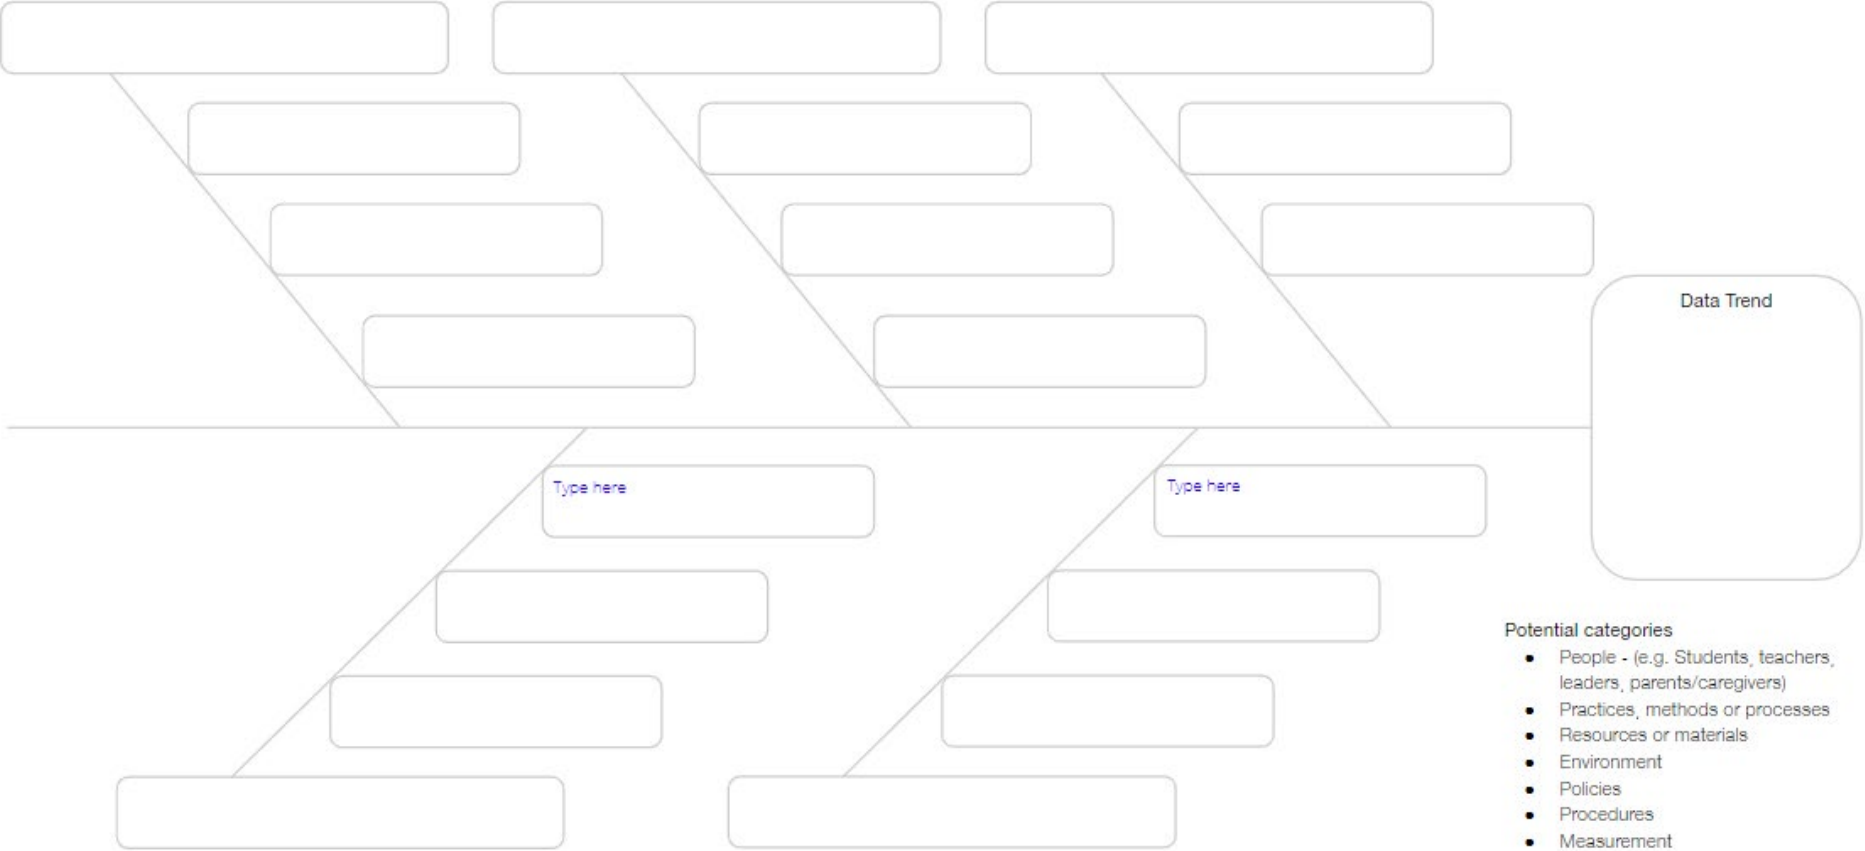 Data Trend
Type here
Type here
Potential categories
● People - (e.g. Students, teachers,
leaders, parents/caregivers)
● Practices, methods or processes
● Resources or materials
● Environment
● Policies
● Procedures
● Measurement